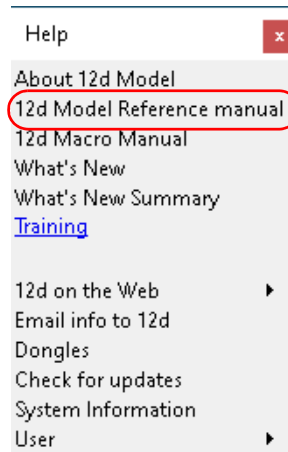 Help
x
About 12d Model
12d Model Reference manual
12d Macro Manual
What's New
What's New Summary
Training
12d on the Web
Email info to 12d
Dongles
Check for updates
System Information
User